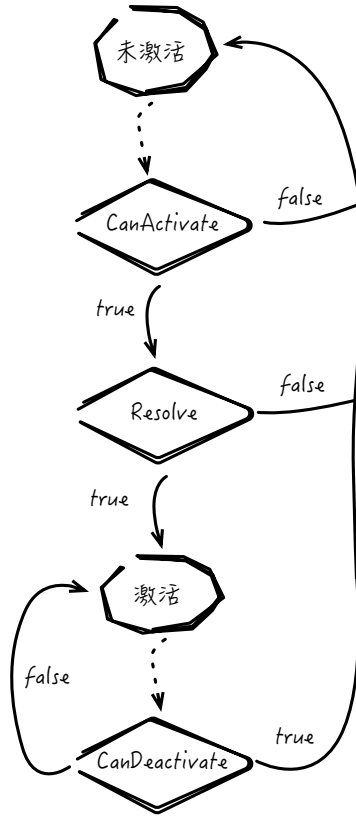 未激活
CanActivate
false
true
Resolve
false
true
激活
false
CanDeactivate
true